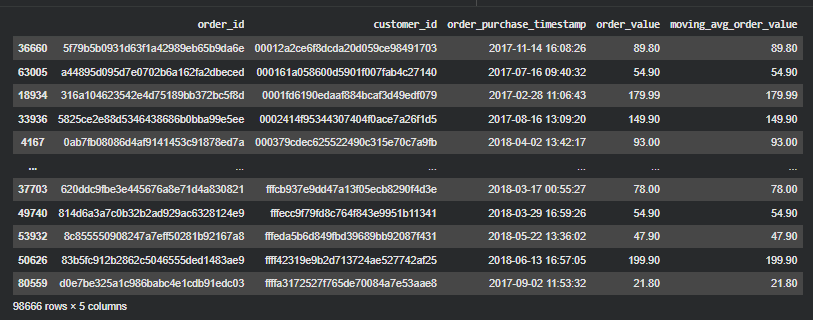 order_id customer_id order_purchase_timestamp order_value moving_avg_order_value
36660 5f79b5b0931d63f1a42989eb65b9da6e 00012a2ce6f8dcda20d059ce98491703 2017-11-14 16:08:26 89.80 89.80
63005 a44895d095d7e0702b6a162fa2dbeced 000161a058600d5901f007fab4c27140 2017-07-16 09:40:32 54.90 54.90
18934 316a104623542e4d75189bb372bc5f8d 0001fd6190edaaf884bcaf3d49edf079 2017-02-28 11:06:43 179.99 179.99
33936 5825ce2e88d5346438686b0bba99e5ee 0002414f95344307404f0ace7a26f1d5 2017-08-16 13:09:20 149.90 149.90
4167 0ab7fb08086d4af9141453c91878ed7a 000379cdec625522490c315e70c7a9fb 2018-04-02 13:42:17 93.00 93.00
... ... ... ... ... ...
37703 620ddc9fbe3e445676a8e71d4a830821 fffcb937e9dd47a13f05ecb8290f4d3e 2018-03-17 00:55:27 78.00 78.00
49740 814d6a3a7c0b32b2ad929ac6328124e9 fffecc9f79fd8c764f843e9951b11341 2018-03-29 16:59:26 54.90 54.90
53932 8c855550908247a7eff50281b92167a8 fffeda5b6d849fbd39689bb92087f431 2018-05-22 13:36:02 47.90 47.90
50626 83b5fc912b2862c5046555ded1483ae9 ffff42319e9b2d713724ae527742af25 2018-06-13 16:57:05 199.90 199.90
80559 d0e7be325a1c986babc4e1cdb91edc03 ffffa3172527f765de70084a7e53aae8 2017-09-02 11:53:32 21.80 21.80
98666 rows × 5 columns